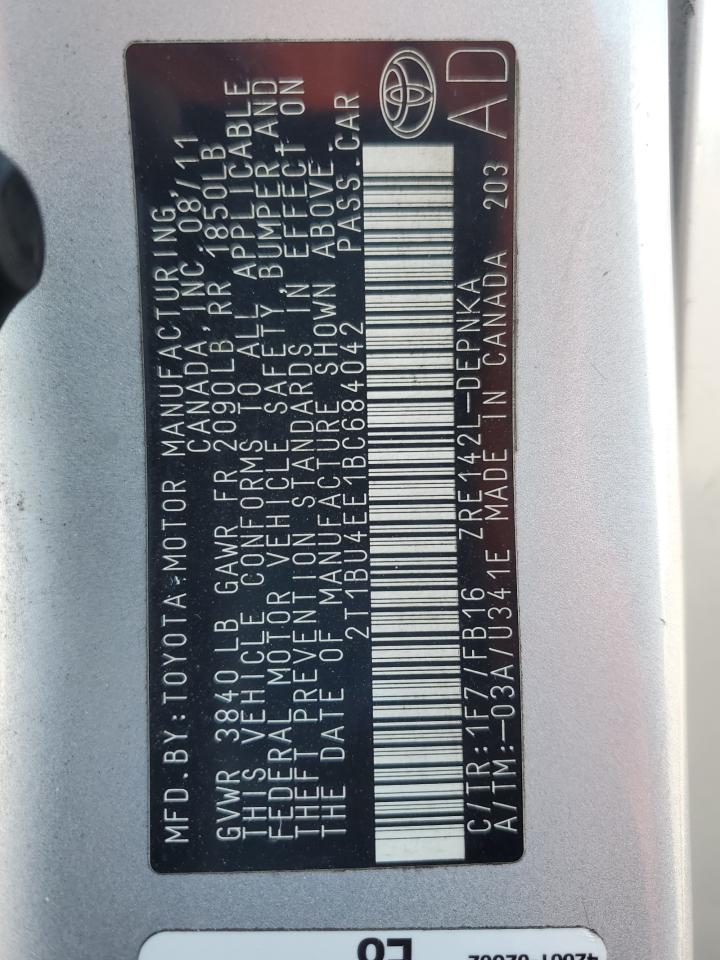 MFD.BY:TOYOTA MOTOR MANUFACTURING,
CANADA, INC 08/11
GVWR 3840 LB GAWR FR 2090LB RR 1850LB
THIS VEHICLE CONFORMS TO ALL APPLICABLE
FEDERAL MOTOR VEHICLE SAFETY, BUMPER AND
THEFT PREVENTION STANDARDS IN EFFECT ON
THE DATE OF MANUFACTURE SHOWN ABOVE.
2T1BU4EE1BC684042 PASS.CAR
C/TR:1F7/FB16 ZRE142L-DEPNKA
A/TM:-03A/U341E MADE IN CANADA 203
AD